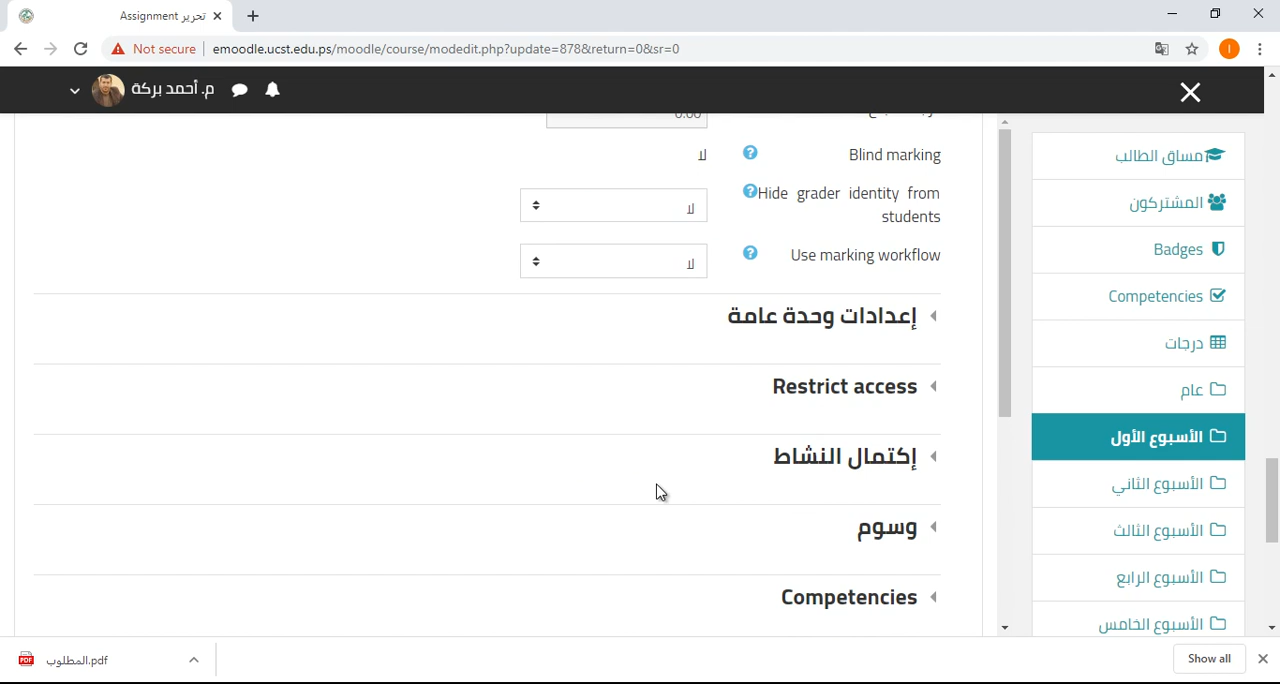 تحرير Assignment
Not secure
emoodle.ucst.edu.ps/moodle/course/modedit.php?update=878&return=0&sr=0
I
م. أحمد بركة
0.00
Blind marking
لا
Hide grader identity from
students
لا
Use marking workflow
لا
إعدادات وحدة عامة
Restrict access
إكتمال النشاط
وسوم
Competencies
مساق الطالب
المشتركون
Badges
Competencies
درجات
عام
الأسبوع الأول
الأسبوع الثاني
الأسبوع الثالث
الأسبوع الرابع
الأسبوع الخامس
PDF
المطلوب.pdf
Show all